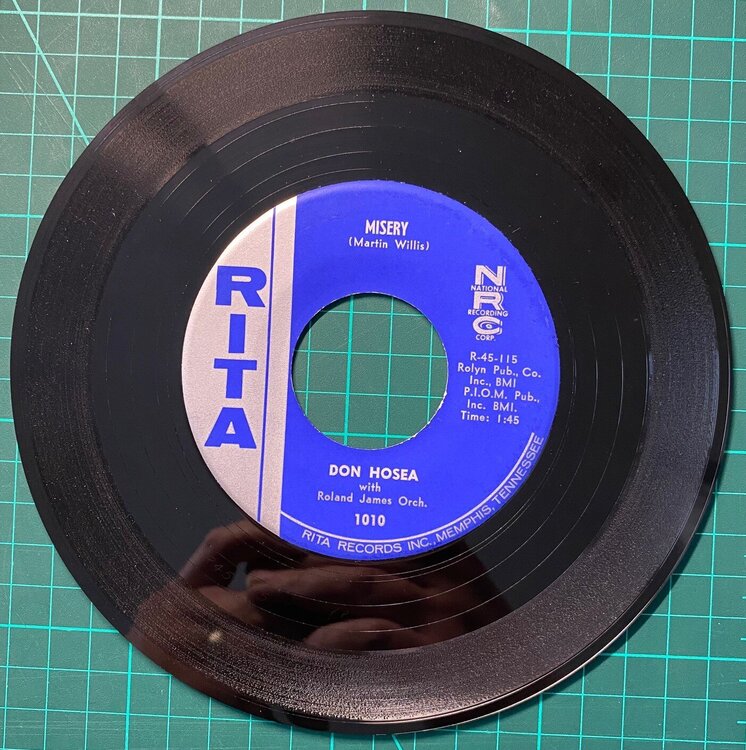 MISERY
(Martin Willis)
RITA
NRC
NATIONAL
RECORDING
CORP.
R-45-115
Rolyn Pub., Co.
Inc., BMI
P.I.O.M. Pub.,
Inc. BMI.
Time: 1:45
DON HOSEA
with
Roland James Orch.
1010
RITA RECORDS INC., MEMPHIS, TENNESSEE